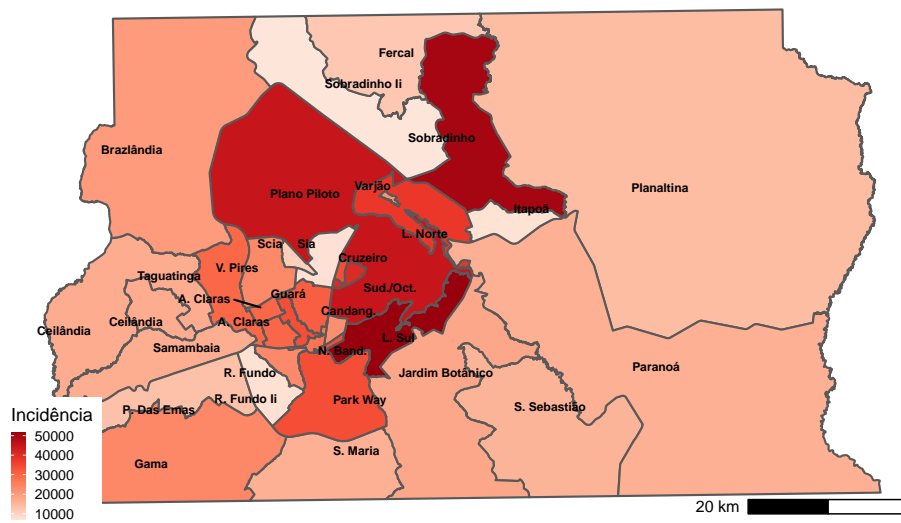 Fercal
Sobradinho Ii
Sobradinho
Brazlândia
Planaltina
Varjão
Plano Piloto
Itapoã
L. Norte
Scia
Sia
Cruzeiro
V. Pires
Taguatinga
Guará
Sud./Oct.
A. Claras
Candang.
Ceilândia
Ceilândia
A. Claras
L. Sul
Samambaia
N. Band.
R. Fundo
Jardim Botânico
Paranoá
R. Fundo Ii
Park Way
P. Das Emas
S. Sebastião
S. Maria
Gama
Incidência
50000
40000
30000
20000
10000
20 km